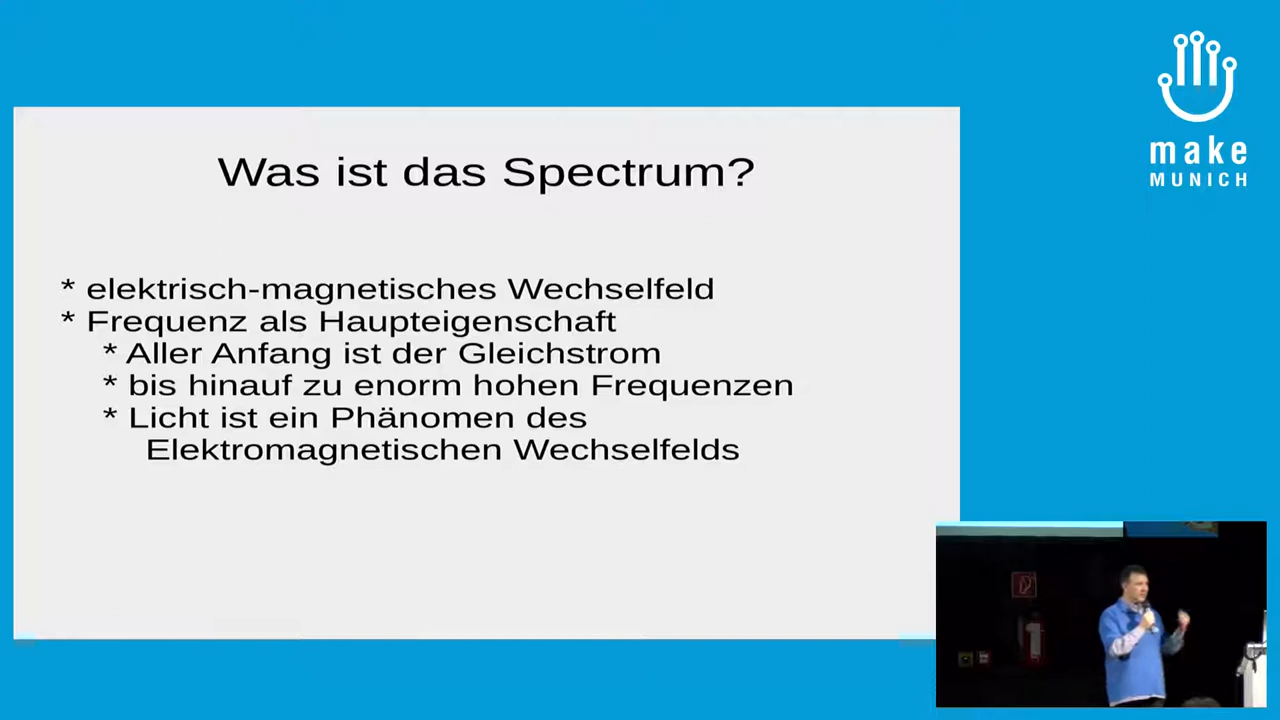 Was ist das Spectrum?
* elektrisch-magnetisches Wechselfeld
* Frequenz als Haupteigenschaft
* Aller Anfang ist der Gleichstrom
* bis hinauf zu enorm hohen Frequenzen
* Licht ist ein Phänomen des
Elektromagnetischen Wechselfelds
make
MUNICH